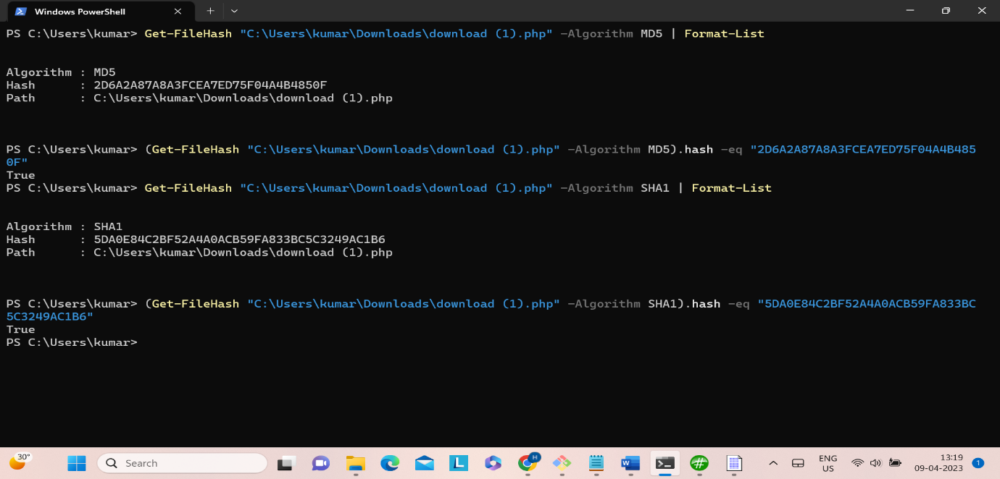 Windows PowerShell
PS C:\Users\kumar> Get-FileHash "C:\Users\kumar\Downloads\download (1).php" -Algorithm MD5 | Format-List
Algorithm : MD5
Hash      : 2D6A2A87A8A3FCEA7ED75F04A4B4850F
Path      : C:\Users\kumar\Downloads\download (1).php
PS C:\Users\kumar> (Get-FileHash "C:\Users\kumar\Downloads\download (1).php" -Algorithm MD5).hash -eq "2D6A2A87A8A3FCEA7ED75F04A4B485
0F"
True
PS C:\Users\kumar> Get-FileHash "C:\Users\kumar\Downloads\download (1).php" -Algorithm SHA1 | Format-List
Algorithm : SHA1
Hash      : 5DA0E84C2BF52A4A0ACB59FA833BC5C3249AC1B6
Path      : C:\Users\kumar\Downloads\download (1).php
PS C:\Users\kumar> (Get-FileHash "C:\Users\kumar\Downloads\download (1).php" -Algorithm SHA1).hash -eq "5DA0E84C2BF52A4A0ACB59FA833BC
5C3249AC1B6"
True
PS C:\Users\kumar>
30°
Search
L
H
W
#
ENG
US
13:19
09-04-2023
1